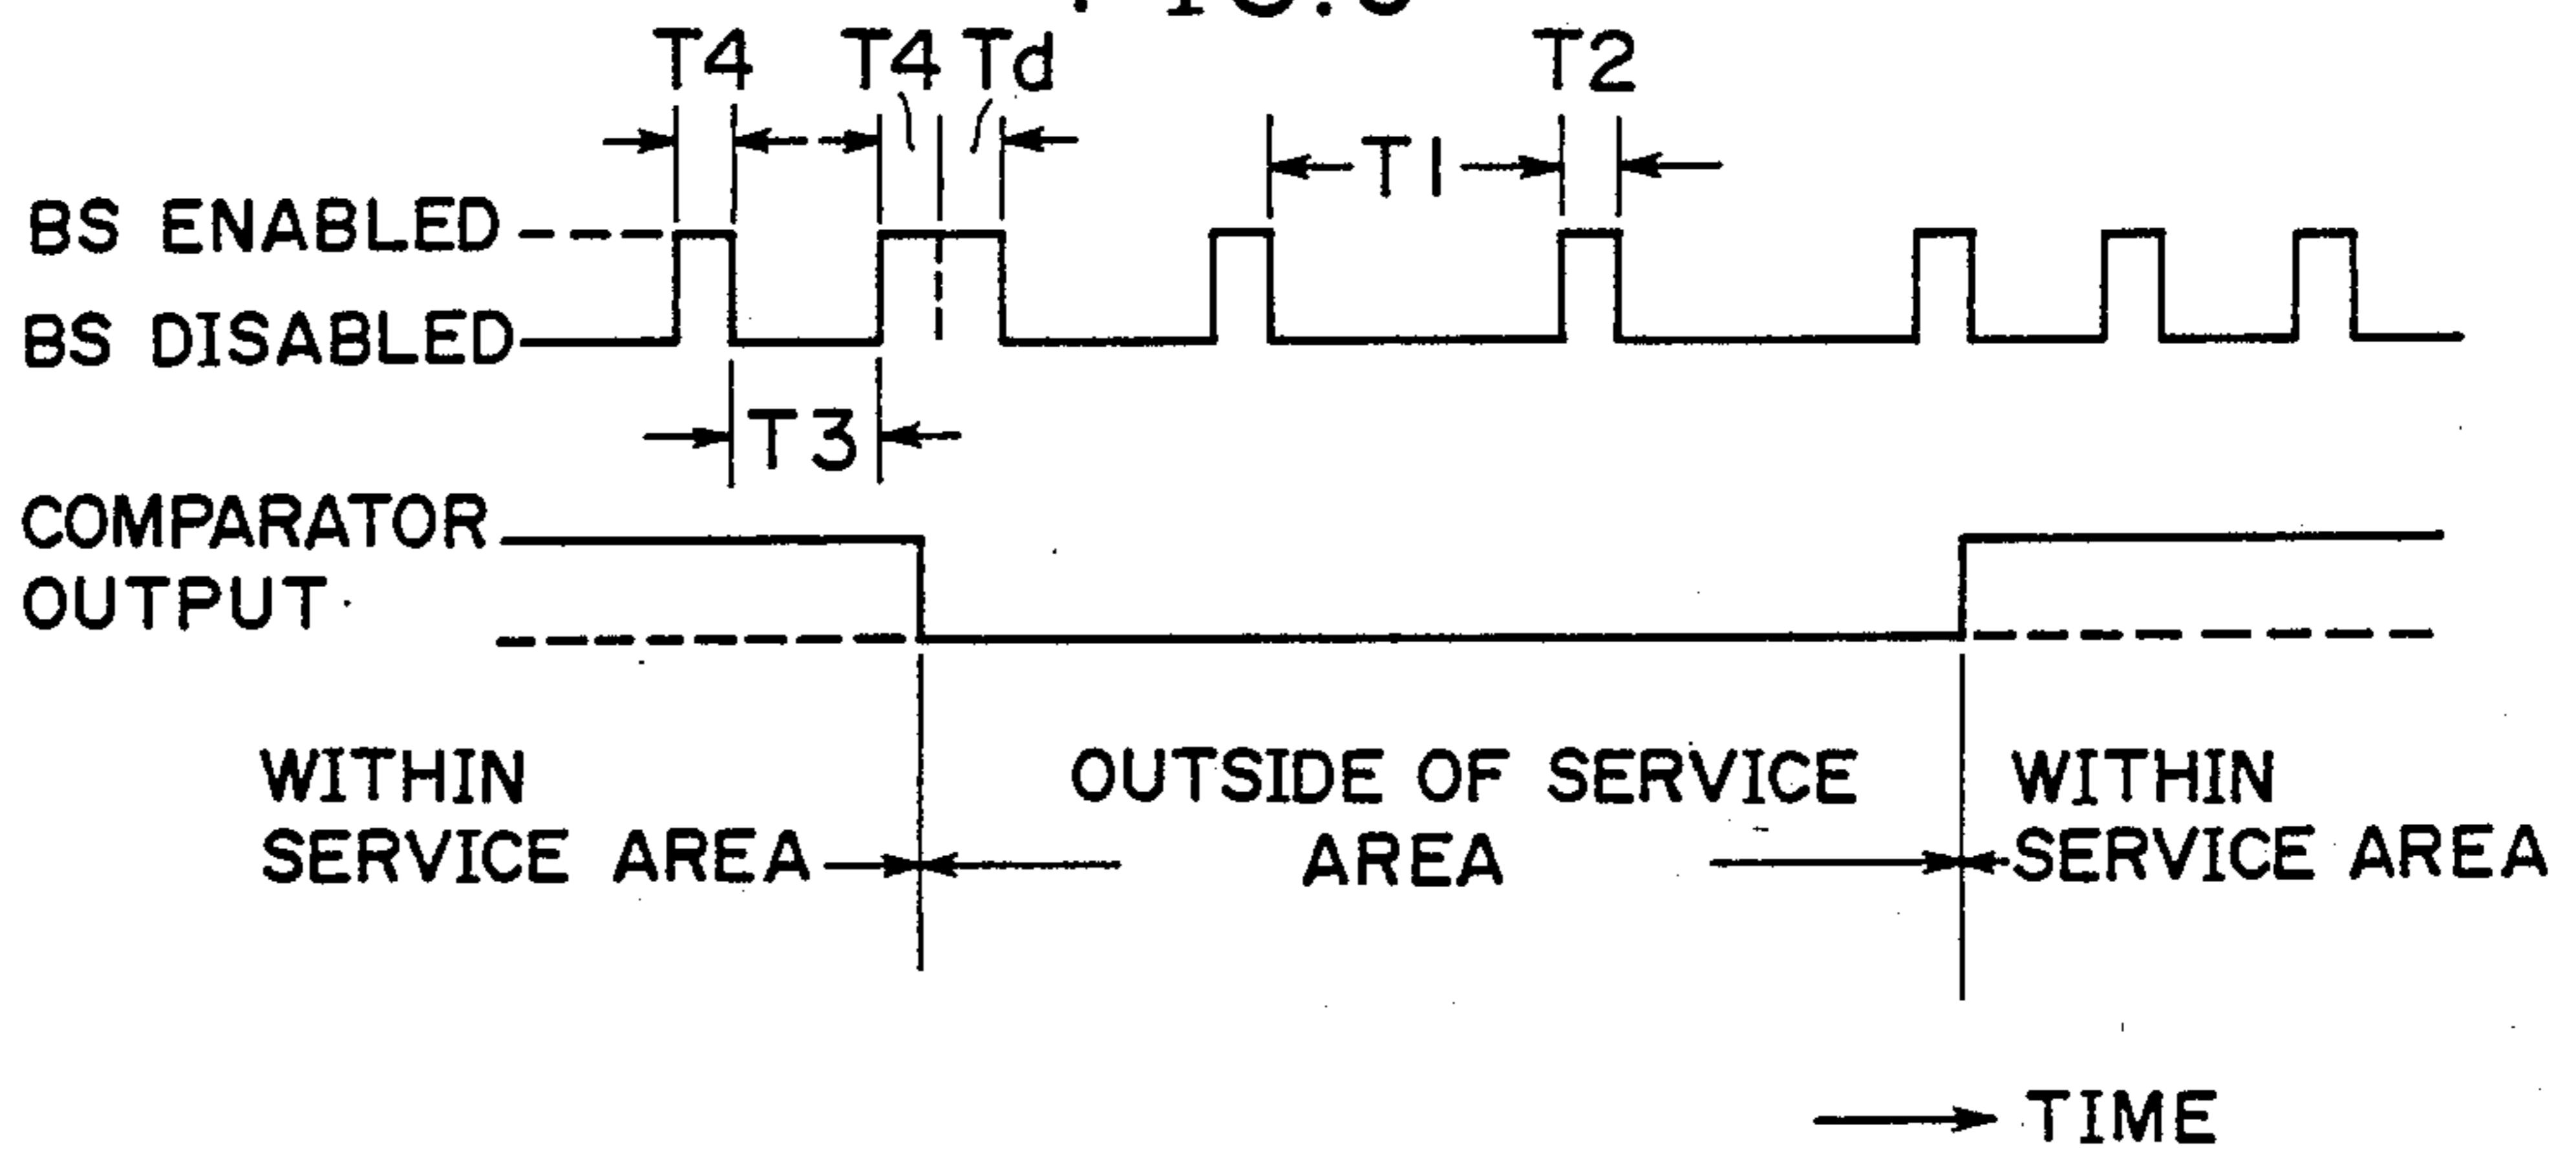 T4 T4 Td T2
T1
BS ENABLED
BS DISABLED
T3
COMPARATOR
OUTPUT
WITHIN
SERVICE AREA
OUTSIDE OF SERVICE
AREA
WITHIN
SERVICE AREA
TIME